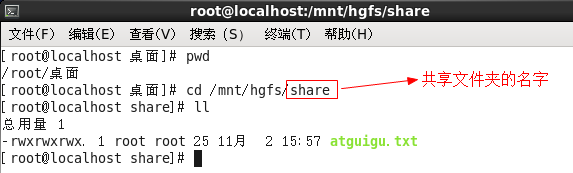 root@localhost:/mnt/hgfs/share
文件(F) 编辑(E) 查看(V) 搜索 (S) 终端(T) 帮助(H)
[root@localhost 桌面]# pwd
/root/桌面
[root@localhost 桌面]# cd /mnt/hgfs/share
共享文件夹的名字
[root@localhost share]# ll
总用量 1
-rwxrwxrwx. 1 root root 25 11月  2 15:57 atguigu.txt
[root@localhost share]#